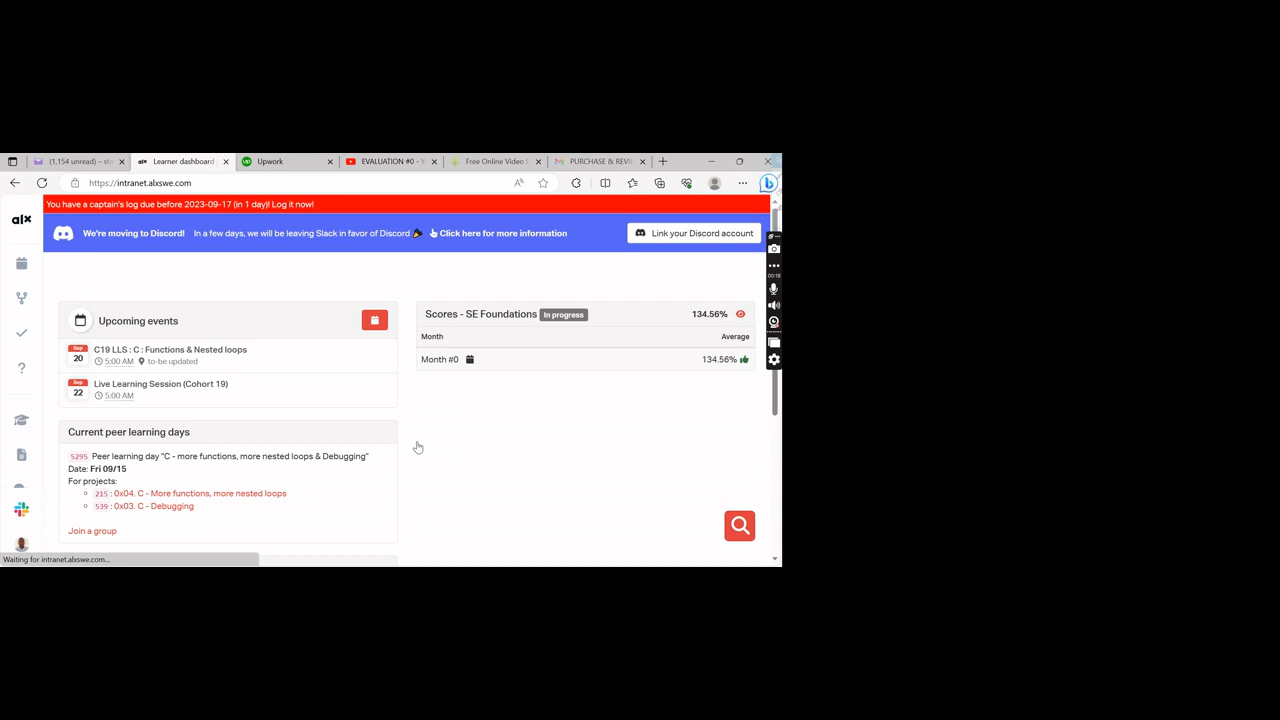 (1,154 unread) – sta
Learner dashboard
Upwork
EVALUATION #0 - Y
Free Online Video E
PURCHASE & REVIE
https://intranet.alxswe.com
You have a captain's log due before 2023-09-17 (in 1 day)! Log it now!
alx
We're moving to Discord! In a few days, we will be leaving Slack in favor of Discord 🎉 👆 Click here for more information
Link your Discord account
00:18
Upcoming events
Sep 20
C19 LLS : C : Functions & Nested loops
5:00 AM to-be updated
Sep 22
Live Learning Session (Cohort 19)
5:00 AM
Scores - SE Foundations In progress 134.56%
Month Average
Month #0 134.56%
Current peer learning days
5295 Peer learning day "C - more functions, more nested loops & Debugging"
Date: Fri 09/15
For projects:
215 : 0x04. C - More functions, more nested loops
539 : 0x03. C - Debugging
Join a group
Waiting for intranet.alxswe.com...